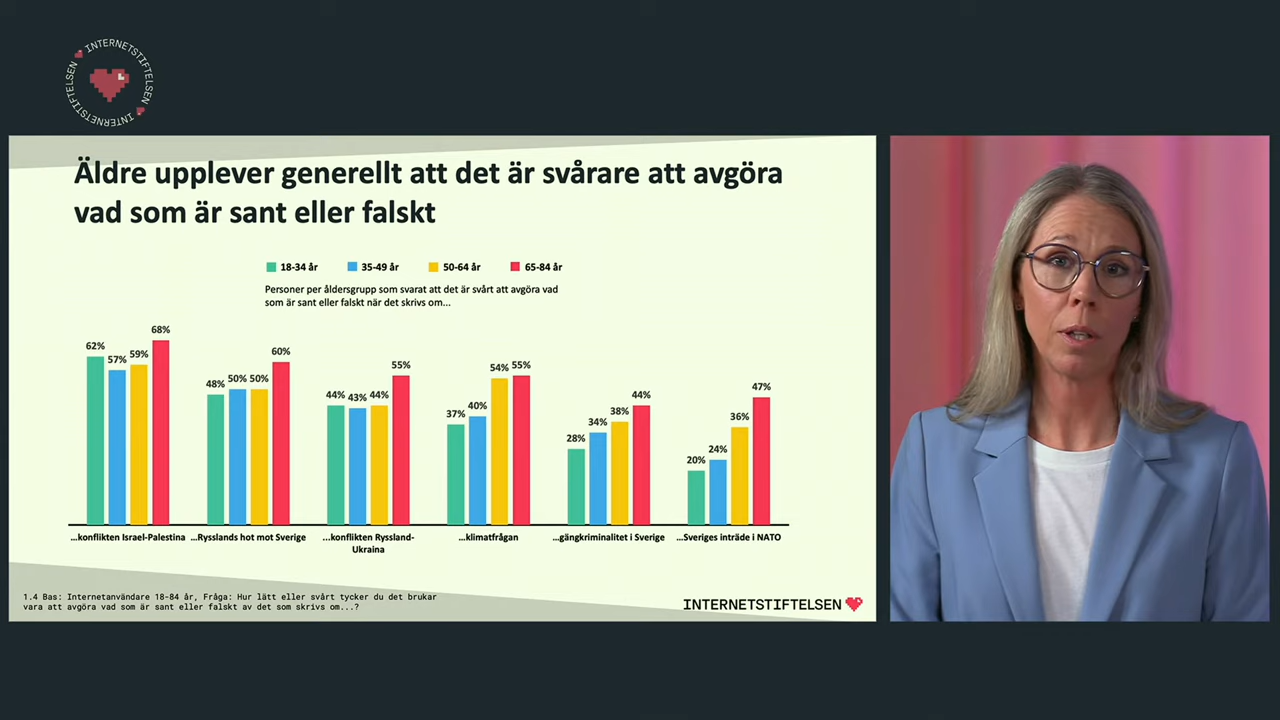 INTERNETSTIFTELSEN
INTERNETSTIFTELSEN
Äldre upplever generellt att det är svårare att avgöra
vad som är sant eller falskt
18-34 år 35-49 år 50-64 år 65-84 år
Personer per åldersgrupp som svarat att det är svårt att avgöra vad
som är sant eller falskt när det skrivs om...
62% 57% 59% 68%
48% 50% 50% 60%
44% 43% 44% 55%
37% 40% 54% 55%
28% 34% 38% 44%
20% 24% 36% 47%
...konflikten Israel-Palestina
...Rysslands hot mot Sverige
...konflikten Ryssland-
Ukraina
...klimatfrågan
...gängkriminalitet i Sverige
...Sveriges inträde i NATO
1.4 Bas: Internetanvändare 18-84 år, Fråga: Hur lätt eller svårt tycker du det brukar
vara att avgöra vad som är sant eller falskt av det som skrivs om...?
INTERNETSTIFTELSEN